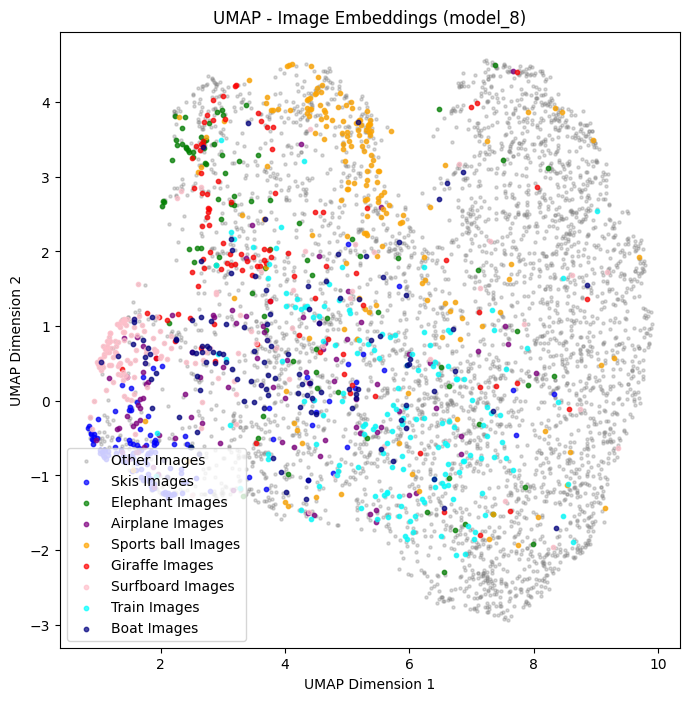 UMAP - Image Embeddings (model_8)
UMAP Dimension 2
4
3
2
1
0
−1
−2
−3
Other Images
Skis Images
Elephant Images
Airplane Images
Sports ball Images
Giraffe Images
Surfboard Images
Train Images
Boat Images
2 4 6 8 10
UMAP Dimension 1